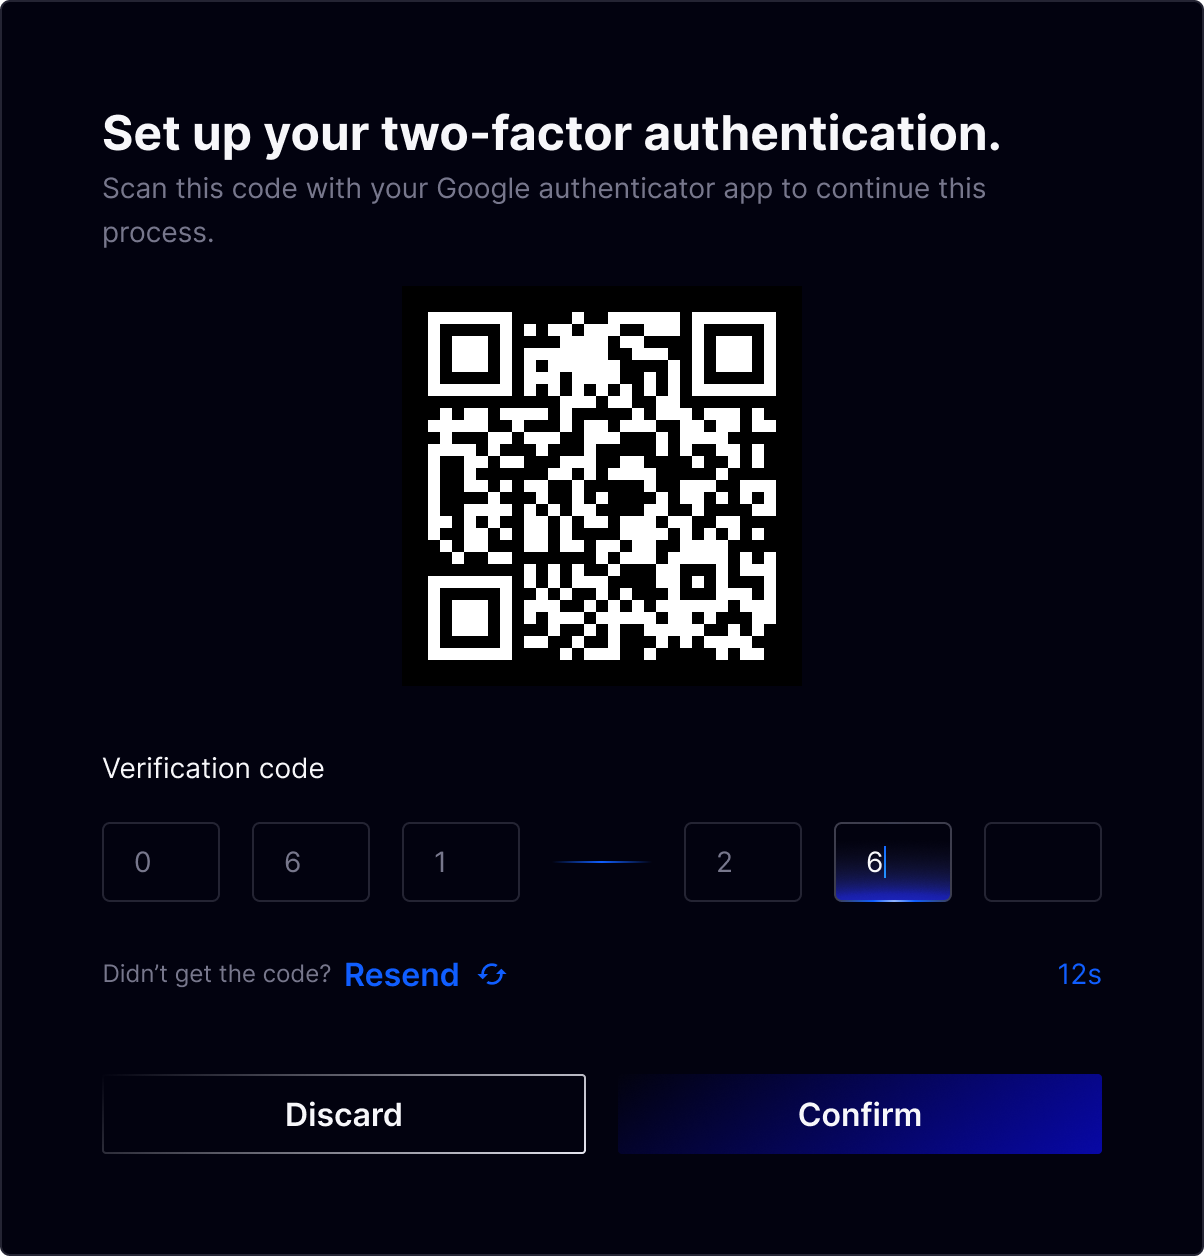 Set up your two-factor authentication.
Scan this code with your Google authenticator app to continue this
process.
Verification code
0 6 1 2 6
Didn’t get the code? Resend 12s
Discard Confirm